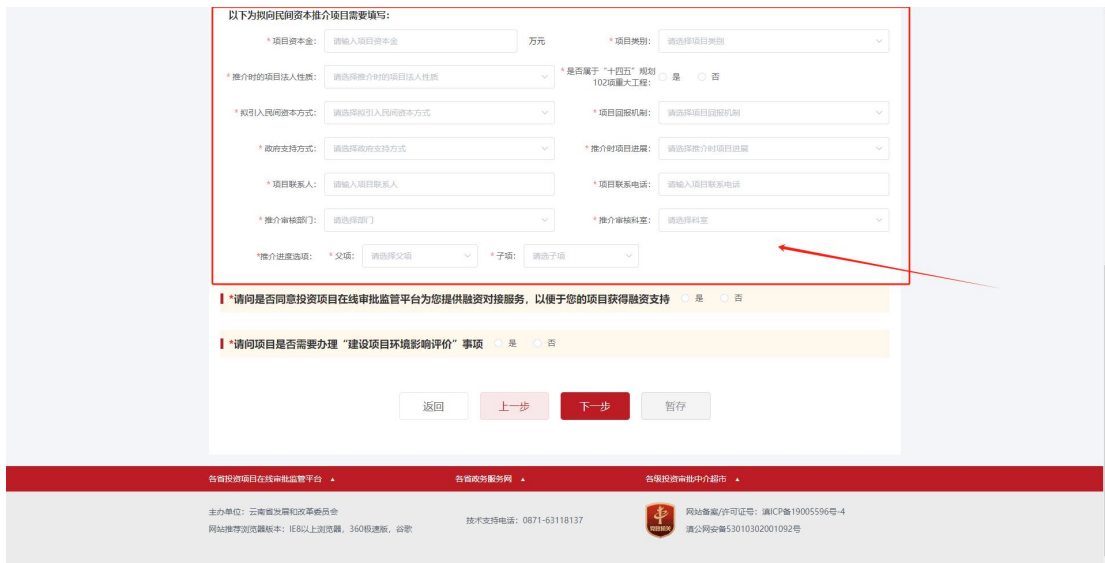 以下为拟向民间资本推介项目需要填写：
* 项目资本金： 请输入项目资本金 万元 * 项目类别： 请选择项目类别
* 推介时的项目法人性质： 请选择推介时的项目法人性质 * 是否属于“十四五”规划102项重大工程： 是 否
* 拟引入民间资本方式： 请选择拟引入民间资本方式 * 项目回报机制： 请选择项目回报机制
* 政府支持方式： 请选择政府支持方式 * 推介时项目进展： 请选择推介时项目进展
* 项目联系人： 请输入项目联系人 * 项目联系电话： 请输入项目联系电话
* 推介审核部门： 请选择部门 * 推介审核科室： 请选择科室
*推介进度选项： * 父项： 请选择父项 * 子项： 请选子项
*请问是否同意投资项目在线审批监管平台为您提供融资对接服务，以便于您的项目获得融资支持 是 否
*请问项目是否需要办理“建设项目环境影响评价”事项 是 否
返回 上一步 下一步 暂存
各省投资项目在线审批监管平台 ▲ 各省政务服务网 ▲ 各级投资审批中介超市 ▲
主办单位：云南省发展和改革委员会
网站推荐浏览器版本：IE8以上浏览器，360极速版，谷歌
技术支持电话：0871-63118137
党政机关
网站备案/许可证号：滇ICP备19005596号-4
滇公网安备53010302001092号